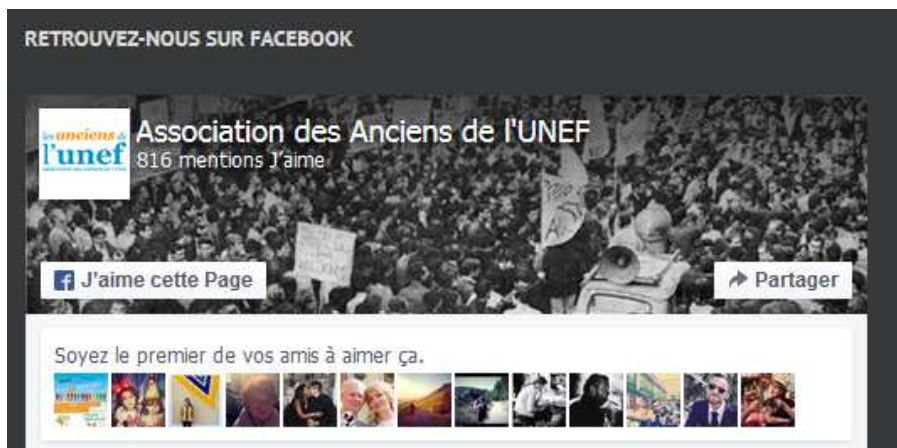 RETROUVEZ-NOUS SUR FACEBOOK
les anciens de
l'unef
Association des Anciens de l'UNEF
816 mentions J'aime
J'aime cette Page
Partager
Soyez le premier de vos amis à aimer ça.